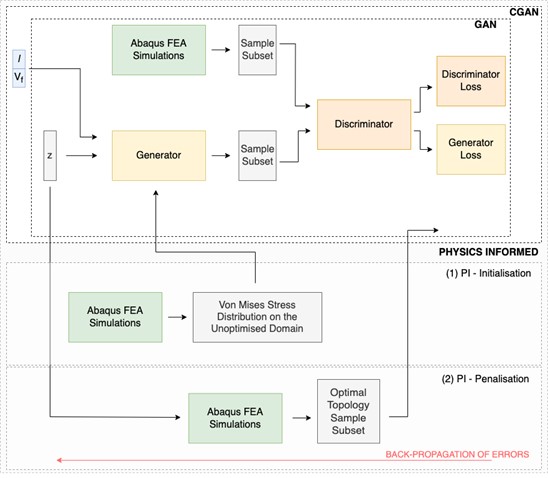 CGAN
GAN
l
Vf
Abaqus FEA
Simulations
Sample
Subset
Discriminator
Loss
Discriminator
z
Generator
Sample
Subset
Generator
Loss
PHYSICS INFORMED
(1) PI - Initialisation
Abaqus FEA
Simulations
Von Mises Stress
Distribution on the
Unoptimised Domain
(2) PI - Penalisation
Abaqus FEA
Simulations
Optimal
Topology
Sample
Subset
BACK-PROPAGATION OF ERRORS